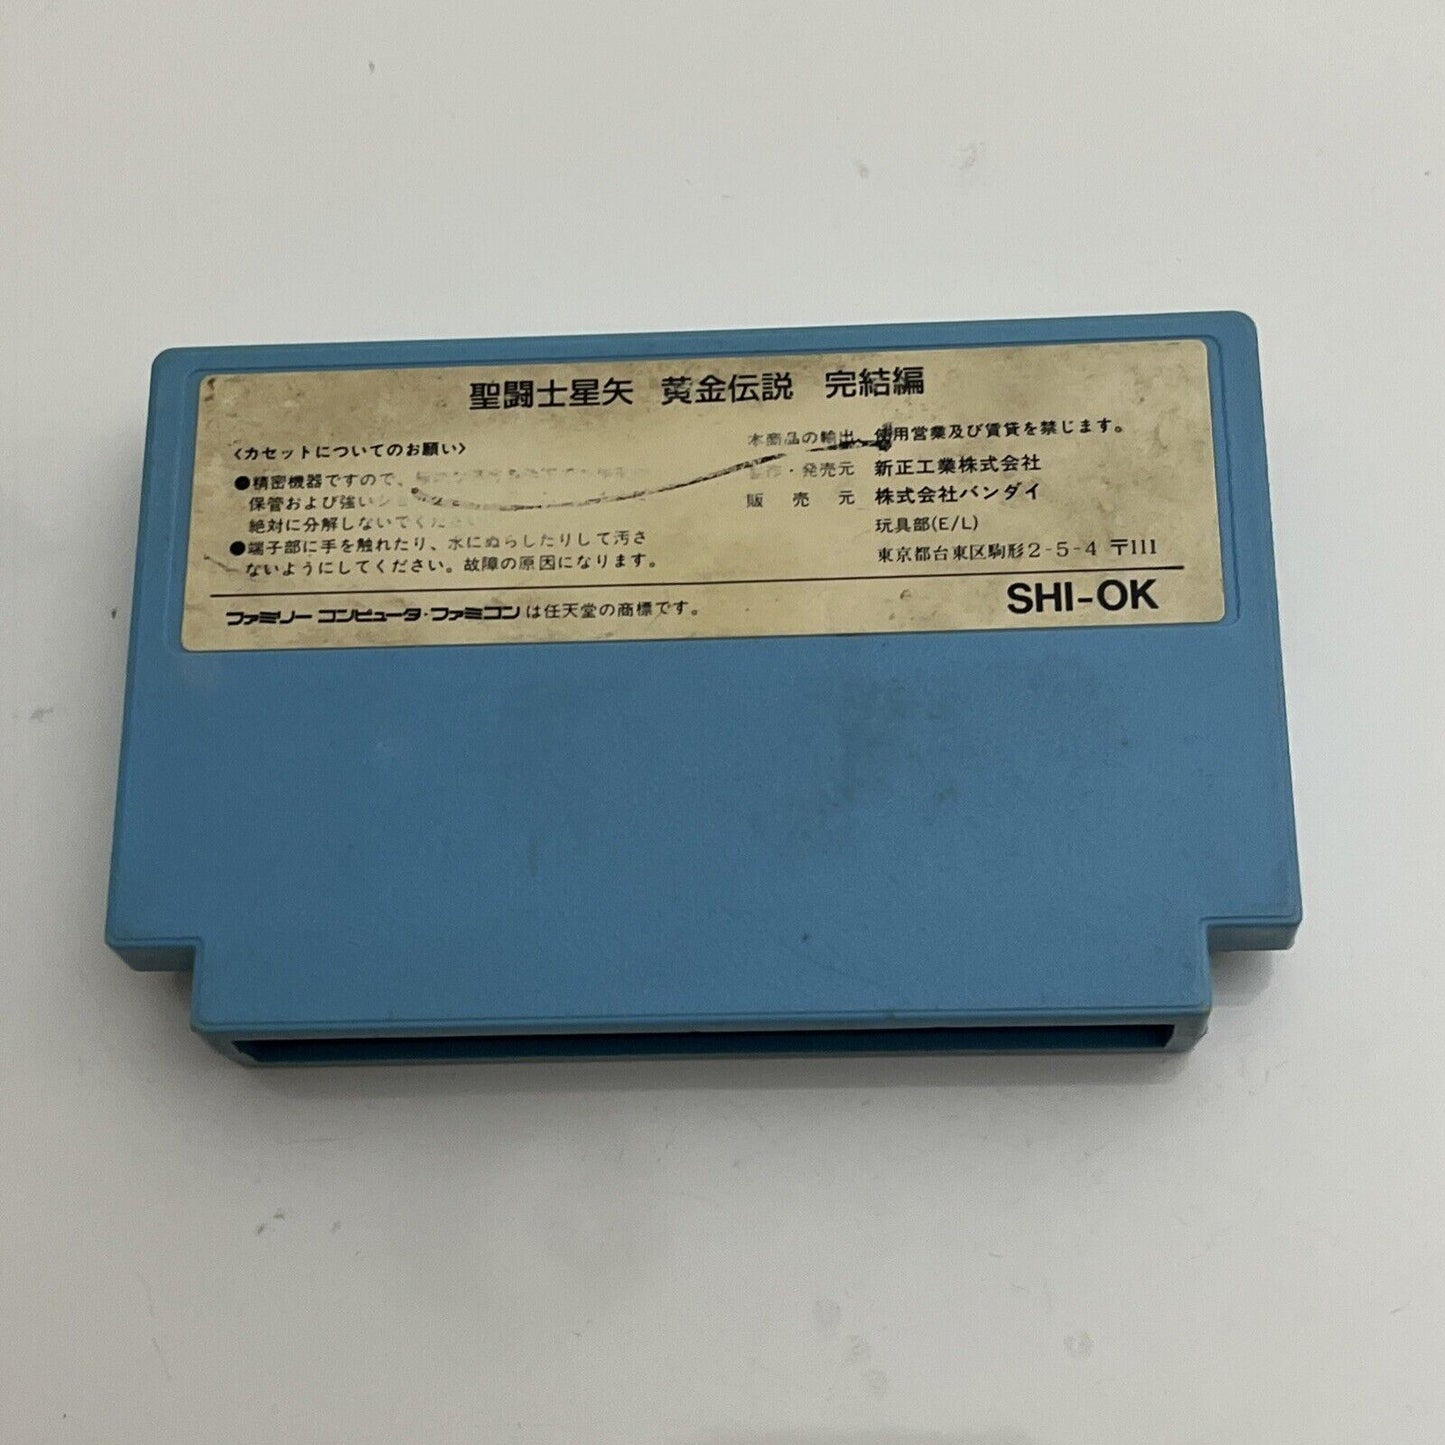 聖闘士星矢 黄金伝説 完結編
〈カセットについてのお願い〉
●精密機器ですので、
保管および強いショックを
絶対に分解しないでください
●端子部に手を触れたり、水にぬらしたりして汚さ
ないようにしてください。故障の原因になります。
本商品の輸出 使用営業及び賃貸を禁じます。
・発売元 新正工業株式会社
販売元 株式会社バンダイ
玩具部(E/L)
東京都台東区駒形2-5-4 〒111
ファミリーコンピュータ・ファミコンは任天堂の商標です。
SHI-OK